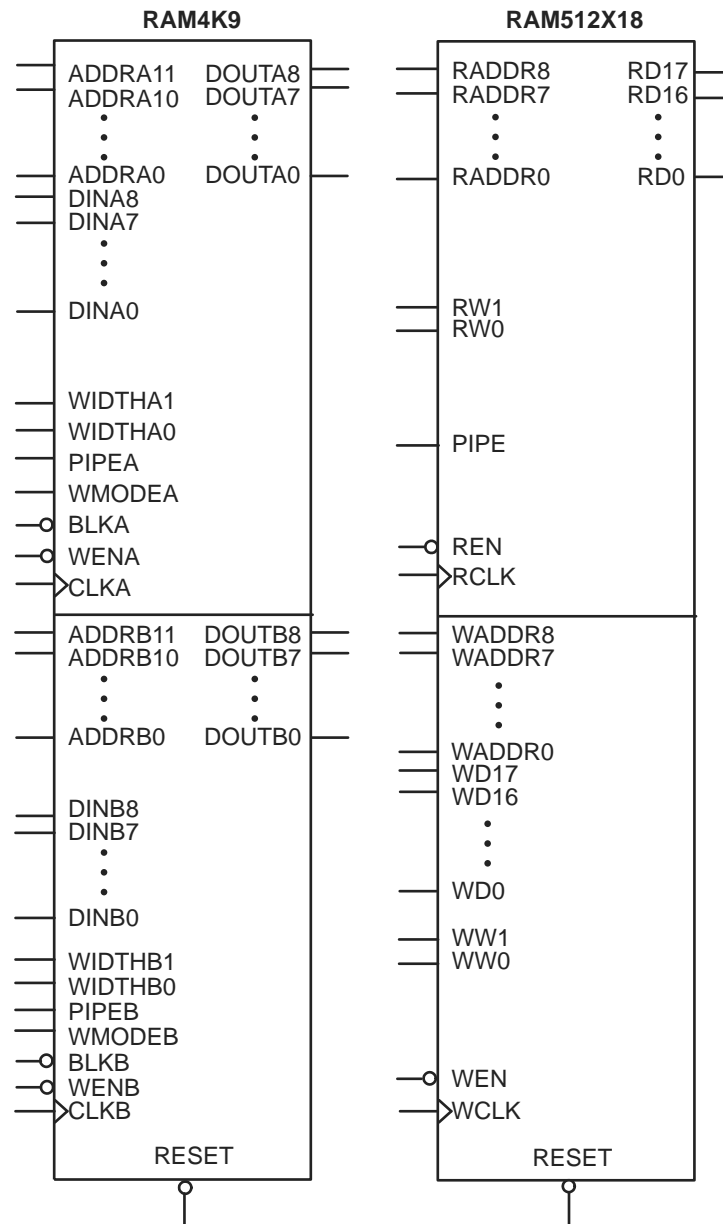 RAM4K9
ADDRA11 DOUTA8
ADDRA10 DOUTA7
ADDRA0 DOUTA0
DINA8
DINA7
DINA0
WIDTHA1
WIDTHA0
PIPEA
WMODEA
BLKA
WENA
CLKA
ADDRB11 DOUTB8
ADDRB10 DOUTB7
ADDRB0 DOUTB0
DINB8
DINB7
DINB0
WIDTHB1
WIDTHB0
PIPEB
WMODEB
BLKB
WENB
CLKB
RESET
RAM512X18
RADDR8 RD17
RADDR7 RD16
RADDR0 RD0
RW1
RW0
PIPE
REN
RCLK
WADDR8
WADDR7
WADDR0
WD17
WD16
WD0
WW1
WW0
WEN
WCLK
RESET